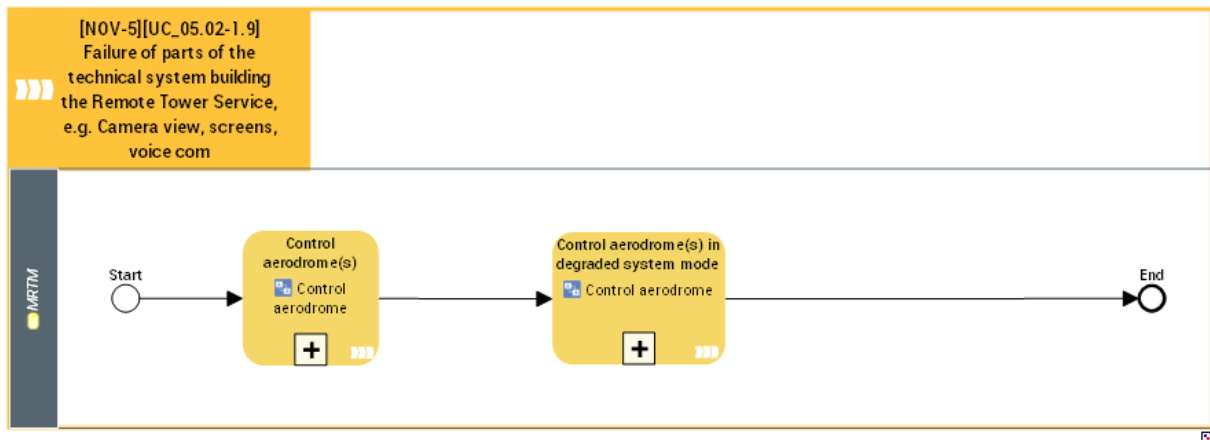 [NOV-5][UC_05.02-1.9]
Failure of parts of the
technical system building
the Remote Tower Service,
e.g. Camera view, screens,
voice com
MRTM
Start
Control
aerodrome(s)
Control
aerodrome
Control aerodrome(s) in
degraded system mode
Control aerodrome
End